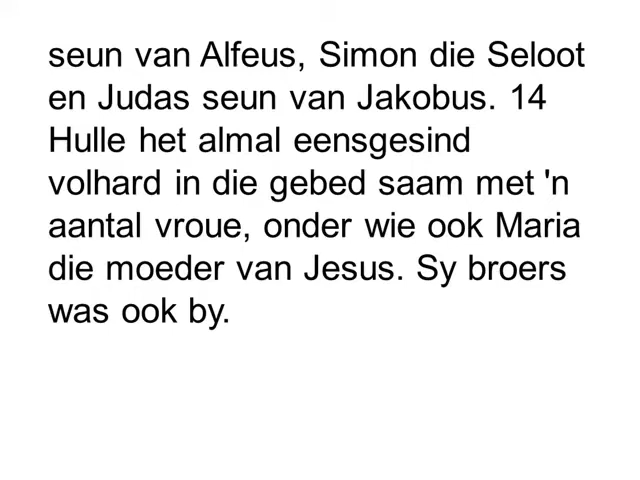 seun van Alfeus, Simon die Seloot
en Judas seun van Jakobus. 14
Hulle het almal eensgesind
volhard in die gebed saam met 'n
aantal vroue, onder wie ook Maria
die moeder van Jesus. Sy broers
was ook by.